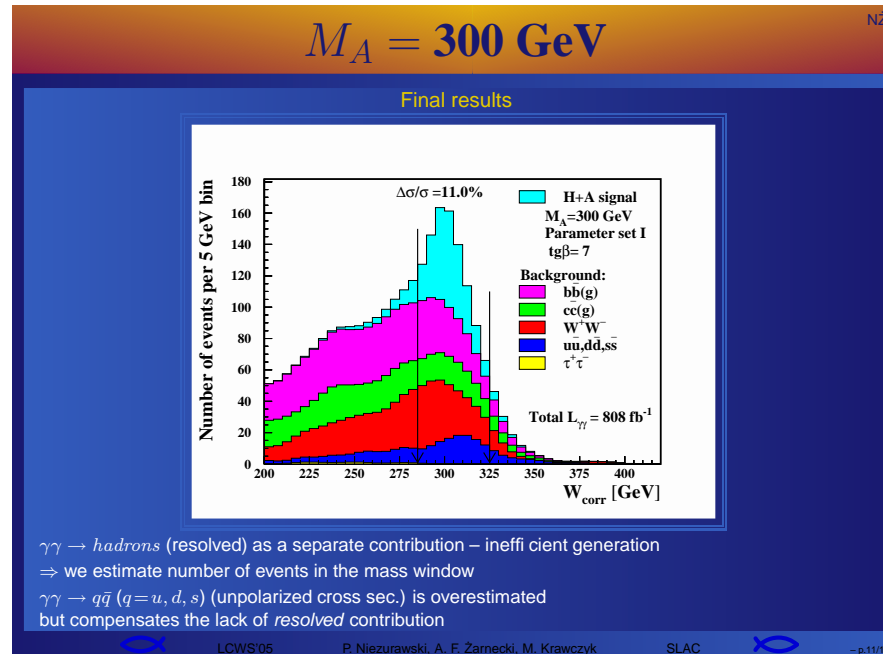 NŻ
M_A = 300 GeV
Final results
Number of events per 5 GeV bin
180
160
140
120
100
80
60
40
20
0
200 225 250 275 300 325 350 375 400
W_corr [GeV]
Δσ/σ =11.0%
H+A signal
M_A=300 GeV
Parameter set I
tgβ= 7
Background:
bb̄(g)
cc̄(g)
W⁺W⁻
uū,dd̄,ss̄
τ⁺τ⁻
Total L_γγ = 808 fb⁻¹
γγ → hadrons (resolved) as a separate contribution – ineffi cient generation
⇒ we estimate number of events in the mass window
γγ → qq̄ (q=u, d, s) (unpolarized cross sec.) is overestimated
but compensates the lack of resolved contribution
LCWS'05 P. Niezurawski, A. F. Żarnecki, M. Krawczyk SLAC – p.11/1